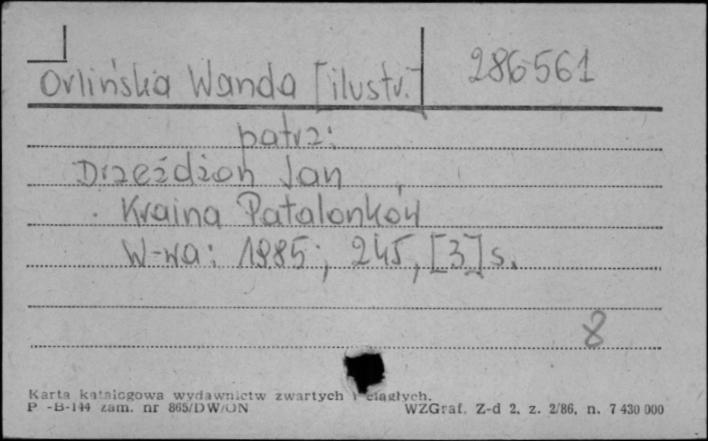 Orlińska Wanda [ilustr.] 286561
patrz:
Drzeżdżon Jan
Kraina Patalonków
W-wa: 1985; 245, [3] s.
8
Karta katalogowa wydawnictw zwartych i ciągłych.
P -B-144 zam. nr 865/DW/ON WZGraf. Z-d 2, z. 2/86, n. 7 430 000